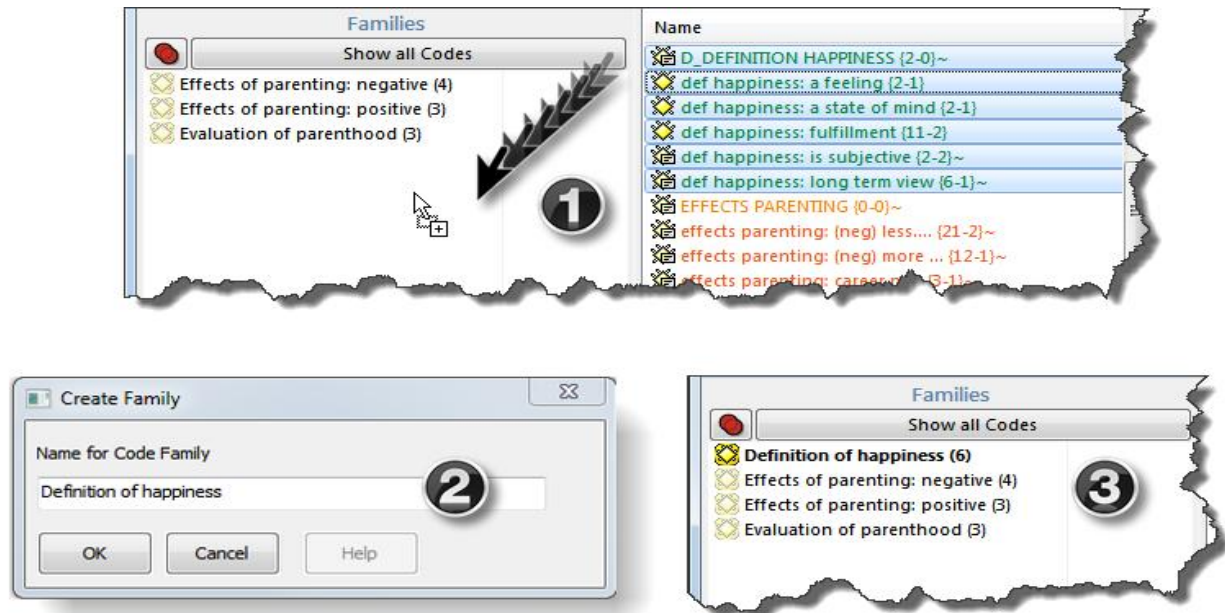 Families
Show all Codes
Effects of parenting: negative (4)
Effects of parenting: positive (3)
Evaluation of parenthood (3)
1
Name
D_DEFINITION HAPPINESS {2-0}~
def happiness: a feeling {2-1}
def happiness: a state of mind {2-1}
def happiness: fulfillment {11-2}
def happiness: is subjective {2-2}~
def happiness: long term view {6-1}~
EFFECTS PARENTING {0-0}~
effects parenting: (neg) less.... {21-2}~
effects parenting: (neg) more ... {12-1}~
effects parenting: career
Create Family
Name for Code Family
Definition of happiness
2
OK
Cancel
Help
Families
Show all Codes
Definition of happiness (6)
Effects of parenting: negative (4)
Effects of parenting: positive (3)
Evaluation of parenthood (3)
3